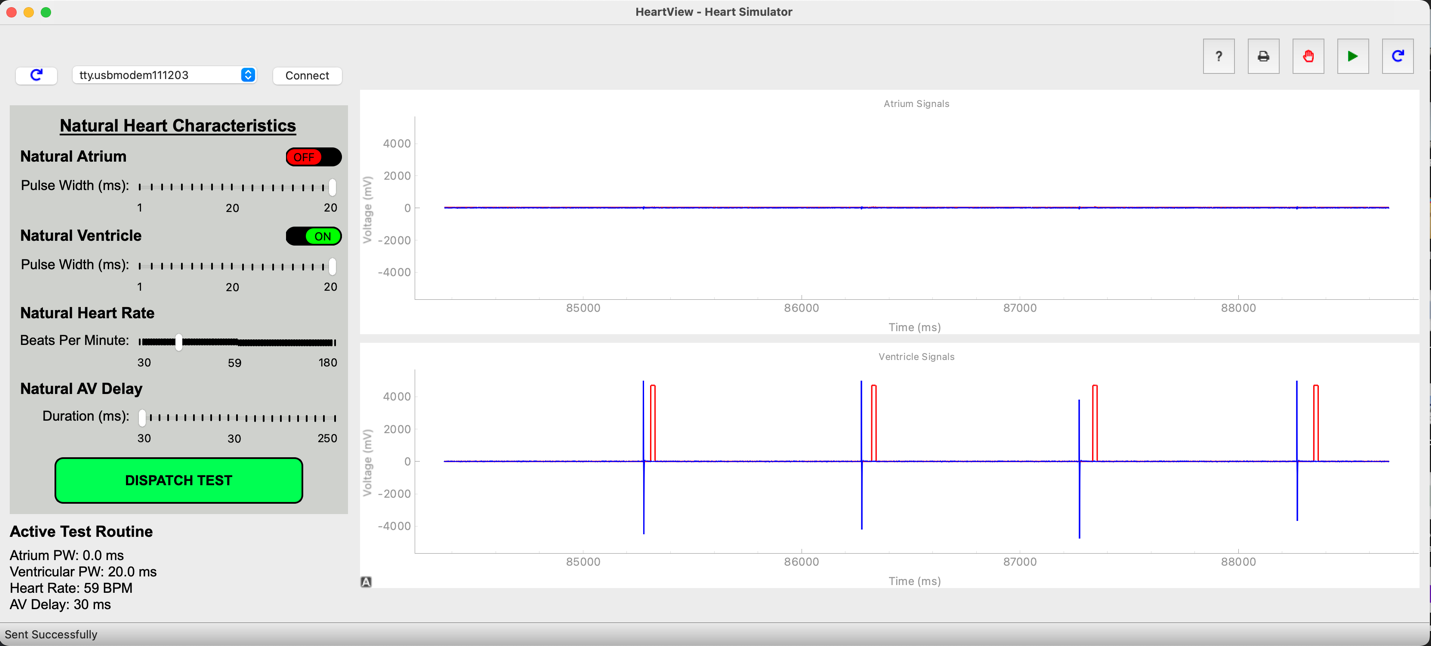 HeartView - Heart Simulator
?
tty.usbmodem111203
Connect
Natural Heart Characteristics
Natural Atrium
OFF
Pulse Width (ms):
1 20 20
Natural Ventricle
ON
Pulse Width (ms):
1 20 20
Natural Heart Rate
Beats Per Minute:
30 59 180
Natural AV Delay
Duration (ms):
30 30 250
DISPATCH TEST
Active Test Routine
Atrium PW: 0.0 ms
Ventricular PW: 20.0 ms
Heart Rate: 59 BPM
AV Delay: 30 ms
Sent Successfully
Atrium Signals
Voltage (mV)
4000
2000
0
-2000
-4000
85000 86000 87000 88000
Time (ms)
Ventricle Signals
Voltage (mV)
4000
2000
0
-2000
-4000
85000 86000 87000 88000
Time (ms)
A